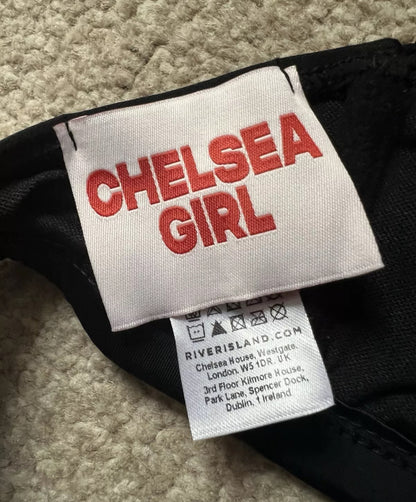 CHELSEA
GIRL
RIVERISLAND.COM
Chelsea House, Westgate,
London. W5 1DR. UK
3rd Floor Kilmore House,
Park Lane, Spencer Dock,
Dublin. 1 Ireland